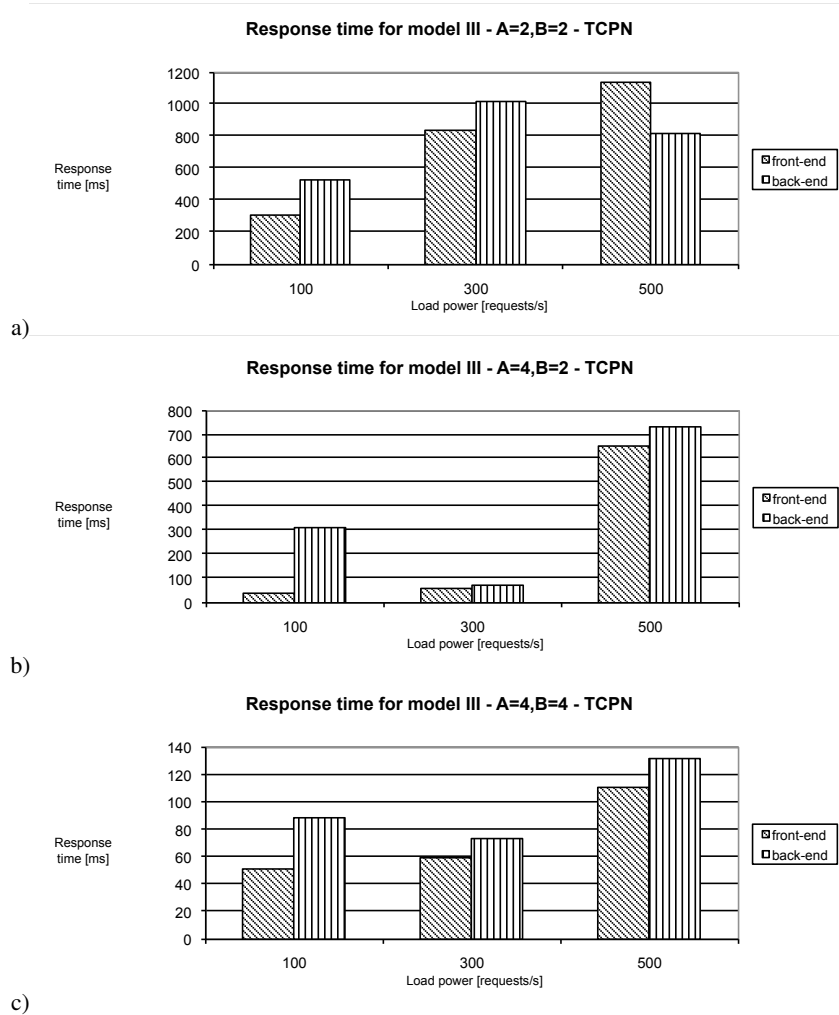 Response time for model III - A=2,B=2 - TCPN
1200
1000
800
600
400
200
0
Response
time [ms]
100
300
500
Load power [requests/s]
front-end
back-end
a)
Response time for model III - A=4,B=2 - TCPN
800
700
600
500
400
300
200
100
0
Response
time [ms]
100
300
500
Load power [requests/s]
front-end
back-end
b)
Response time for model III - A=4,B=4 - TCPN
140
120
100
80
60
40
20
0
Response
time [ms]
100
300
500
Load power [requests/s]
front-end
back-end
c)